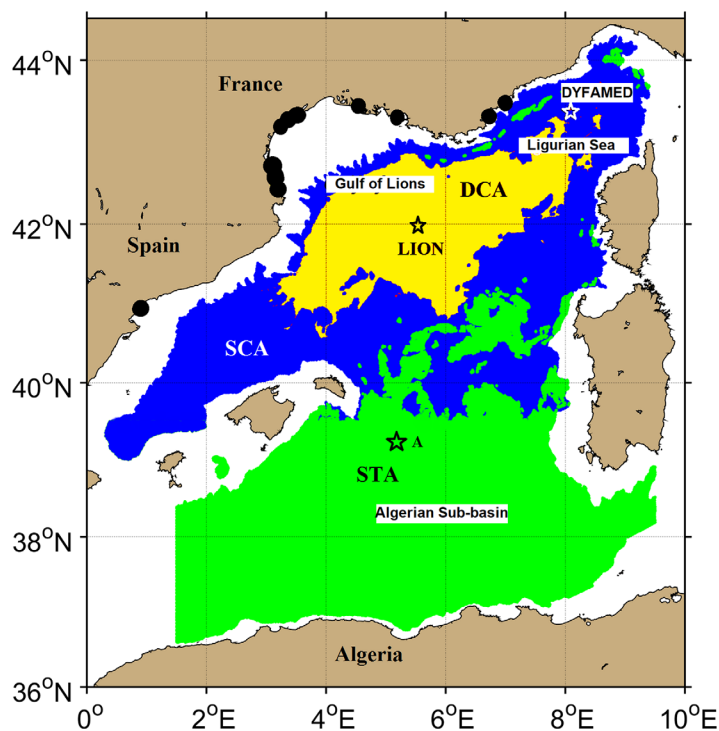 44°N
France
DYFAMED
Ligurian Sea
Gulf of Lions
DCA
42°N
Spain
LION
SCA
40°N
A
STA
Algerian Sub-basin
38°N
Algeria
36°N
0°
2°E
4°E
6°E
8°E
10°E